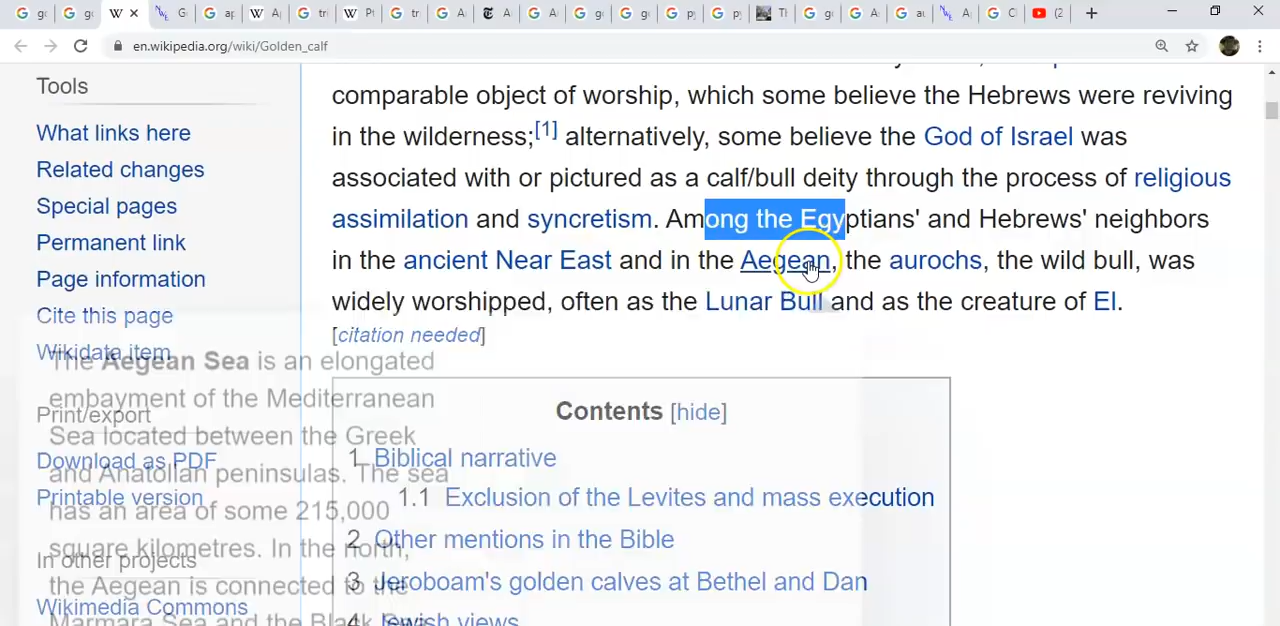 en.wikipedia.org/wiki/Golden_calf
Tools
What links here
Related changes
Special pages
Permanent link
Page information
Cite this page
Wikidata item
Print/export
Download as PDF
Printable version
In other projects
Wikimedia Commons
comparable object of worship, which some believe the Hebrews were reviving
in the wilderness;[1] alternatively, some believe the God of Israel was
associated with or pictured as a calf/bull deity through the process of religious
assimilation and syncretism. Among the Egyptians' and Hebrews' neighbors
in the ancient Near East and in the Aegean, the aurochs, the wild bull, was
widely worshipped, often as the Lunar Bull and as the creature of El.
[citation needed]
The Aegean Sea is an elongated
embayment of the Mediterranean
Sea located between the Greek
and Anatolian peninsulas. The sea
has an area of some 215,000
square kilometres. In the north,
the Aegean is connected to the
Marmara Sea and the Black
Contents [hide]
1 Biblical narrative
1.1 Exclusion of the Levites and mass execution
2 Other mentions in the Bible
3 Jeroboam's golden calves at Bethel and Dan
4 Jewish views